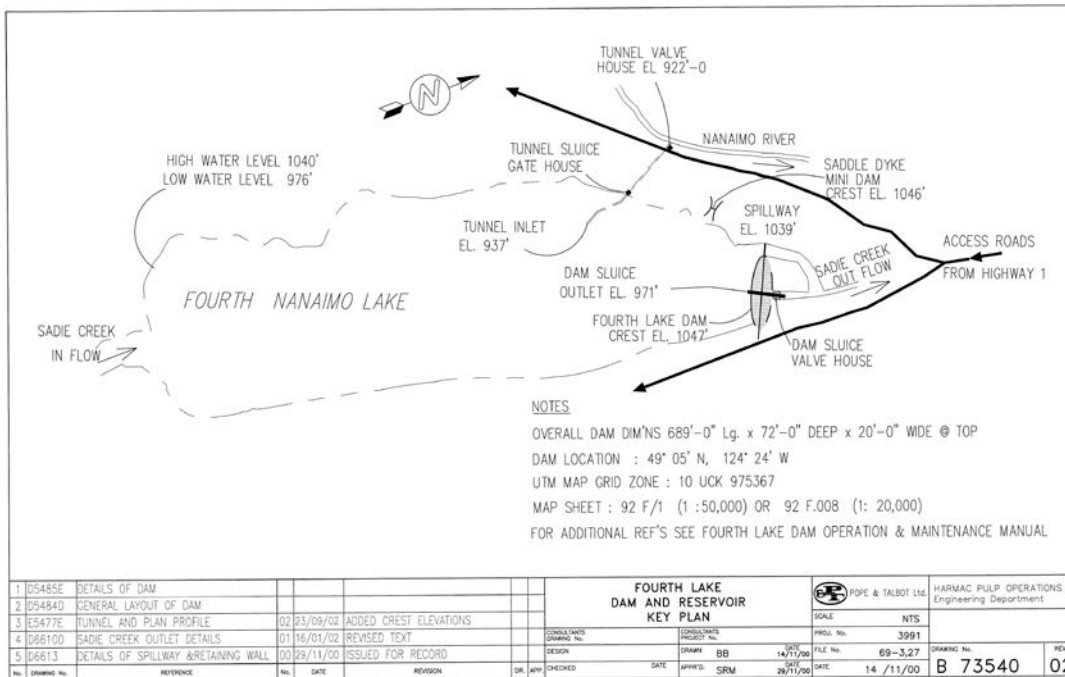 TUNNEL VALVE
HOUSE EL 922'-0
N
NANAIMO RIVER
HIGH WATER LEVEL 1040'
LOW WATER LEVEL 976'
TUNNEL SLUICE
GATE HOUSE
SADDLE DYKE
MINI DAM
CREST EL. 1046'
TUNNEL INLET
EL. 937'
SPILLWAY
EL. 1039'
ACCESS ROADS
FROM HIGHWAY 1
SADIE CREEK
OUT FLOW
DAM SLUICE
OUTLET EL. 971'
FOURTH NANAIMO LAKE
FOURTH LAKE DAM
CREST EL. 1047'
SADIE CREEK
IN FLOW
DAM SLUICE
VALVE HOUSE
NOTES
OVERALL DAM DIM'NS 689'-0" Lg. x 72'-0" DEEP x 20'-0" WIDE @ TOP
DAM LOCATION : 49° 05' N, 124° 24' W
UTM MAP GRID ZONE : 10 UCK 975367
MAP SHEET : 92 F/1 (1 :50,000) OR 92 F.008 (1: 20,000)
FOR ADDITIONAL REF'S SEE FOURTH LAKE DAM OPERATION & MAINTENANCE MANUAL
1 D5485E DETAILS OF DAM
2 D5484D GENERAL LAYOUT OF DAM
3 E5477E TUNNEL AND PLAN PROFILE 02 23/09/02 ADDED CREST ELEVATIONS
4 D6610D SADIE CREEK OUTLET DETAILS 01 16/01/02 REVISED TEXT
5 D6613 DETAILS OF SPILLWAY &RETAINING WALL 00 29/11/00 ISSUED FOR RECORD
No. DRAWING No. REFERENCE No. DATE REVISION DR. APP.
FOURTH LAKE
DAM AND RESERVOIR
KEY PLAN
CONSULTANTS DRAWING No. CONSULTANTS PROJECT No.
DESIGN DRAWN BB DATE 14/11/00
CHECKED DATE APPR'D. SRM DATE 29/11/00
P&T POPE & TALBOT Ltd.
HARMAC PULP OPERATIONS
Engineering Department
SCALE NTS
PROJ. No. 3991
FILE No. 69-3,27
DATE 14 /11/00
DRAWING No. B 73540
02